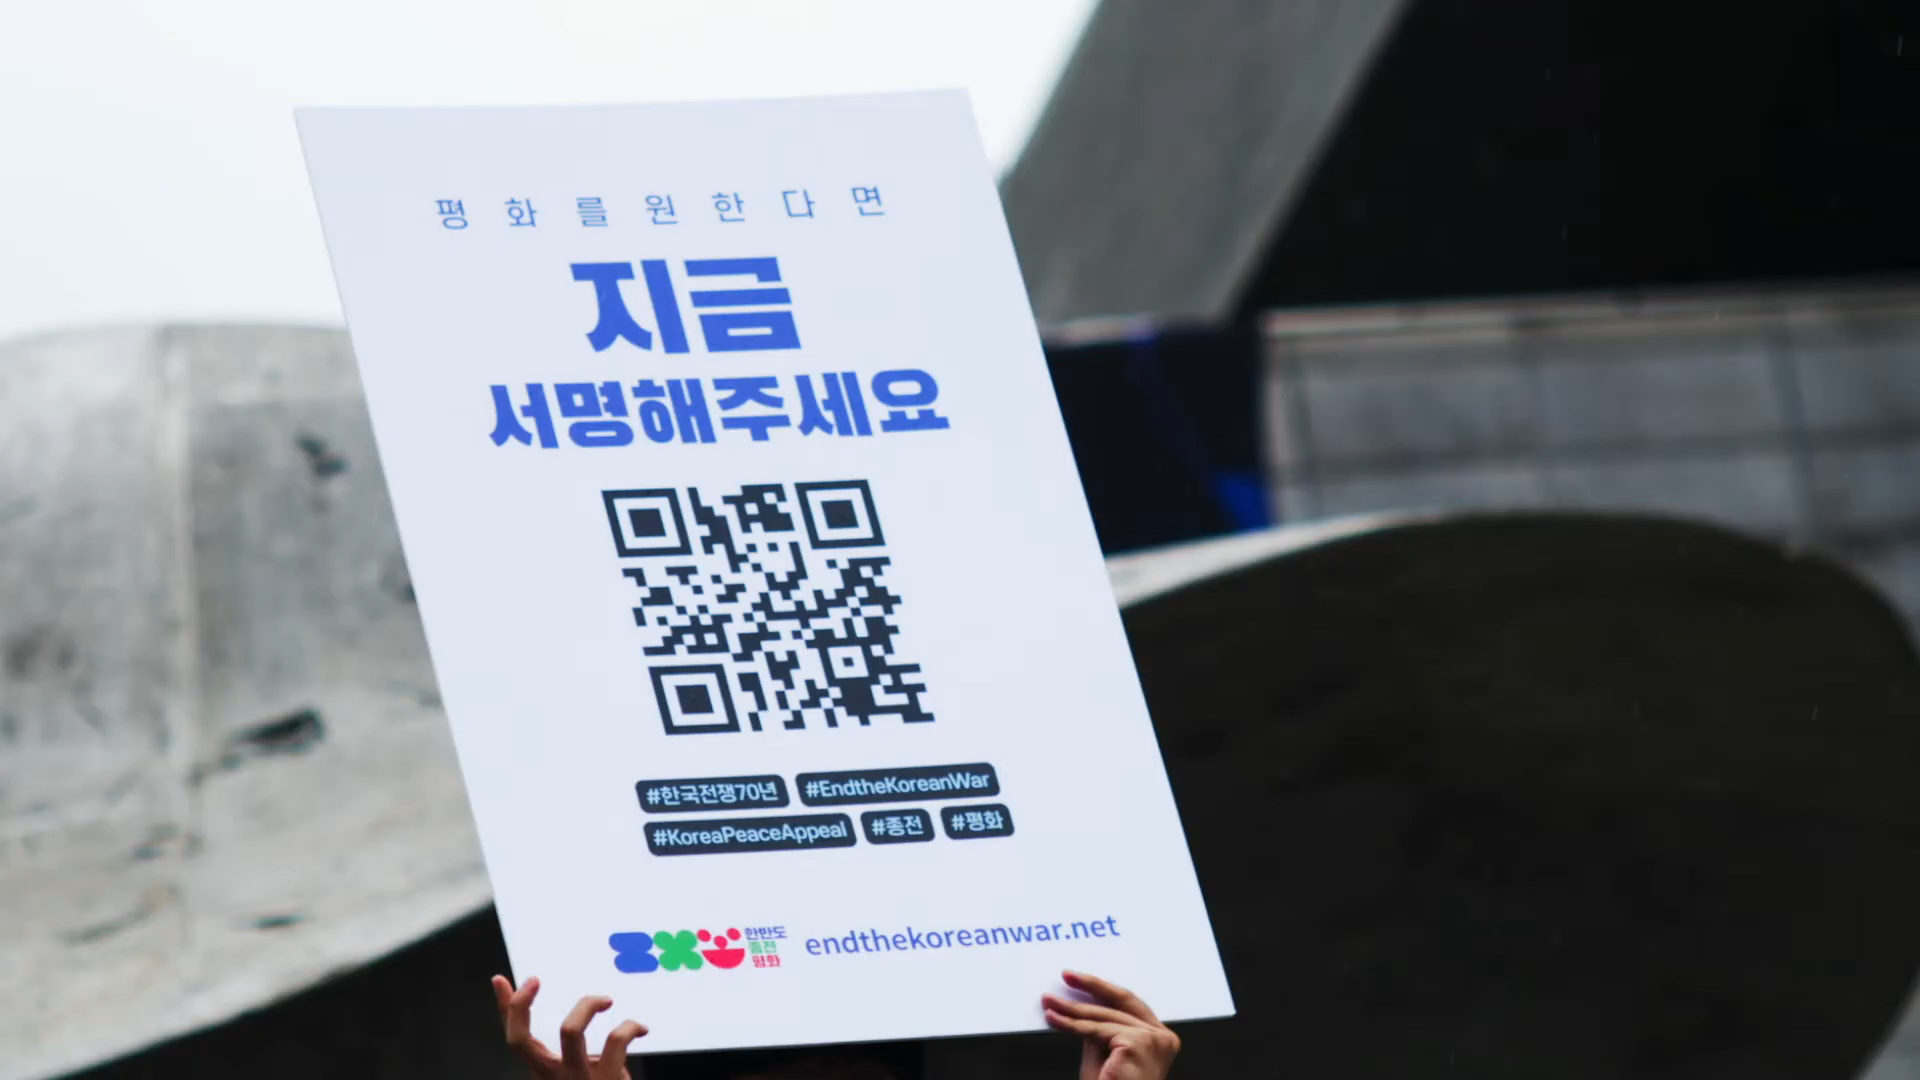 평화를원한다면
지금
서명해주세요
#한국전쟁70년 #EndtheKoreanWar
#KoreaPeaceAppeal #종전 #평화
한반도
종전
평화
endthekoreanwar.net